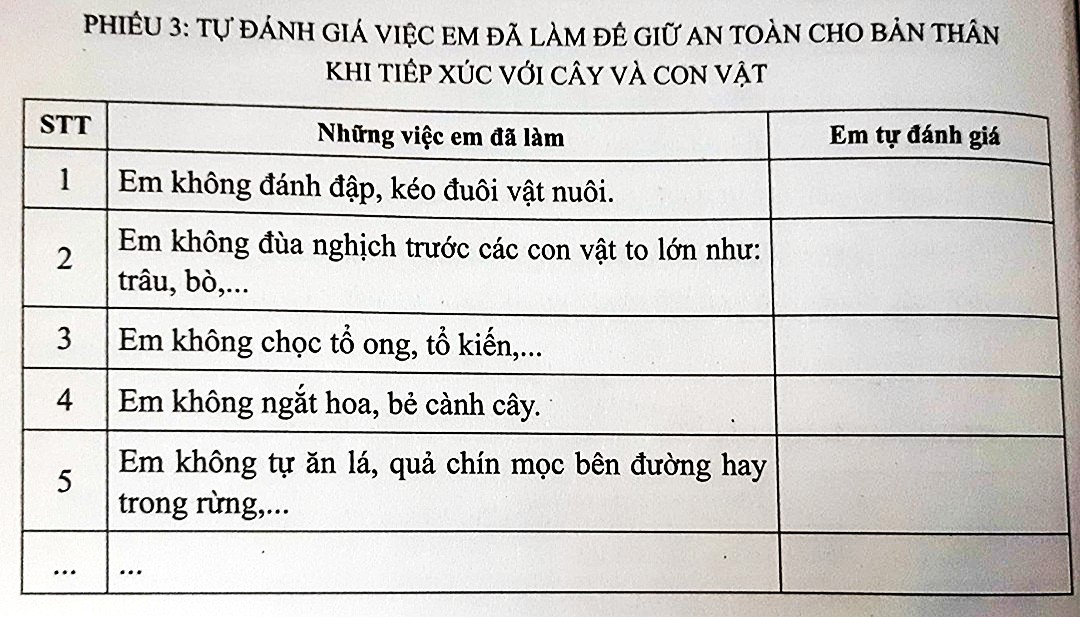 PHIẾU 3: TỰ ĐÁNH GIÁ VIỆC EM ĐÃ LÀM ĐỂ GIỮ AN TOÀN CHO BẢN THÂN
KHI TIẾP XÚC VỚI CÂY VÀ CON VẬT
STT Những việc em đã làm Em tự đánh giá
1 Em không đánh đập, kéo đuôi vật nuôi.
2 Em không đùa nghịch trước các con vật to lớn như:
trâu, bò,...
3 Em không chọc tổ ong, tổ kiến,...
4 Em không ngắt hoa, bẻ cành cây.
5 Em không tự ăn lá, quả chín mọc bên đường hay
trong rừng,...
... ...